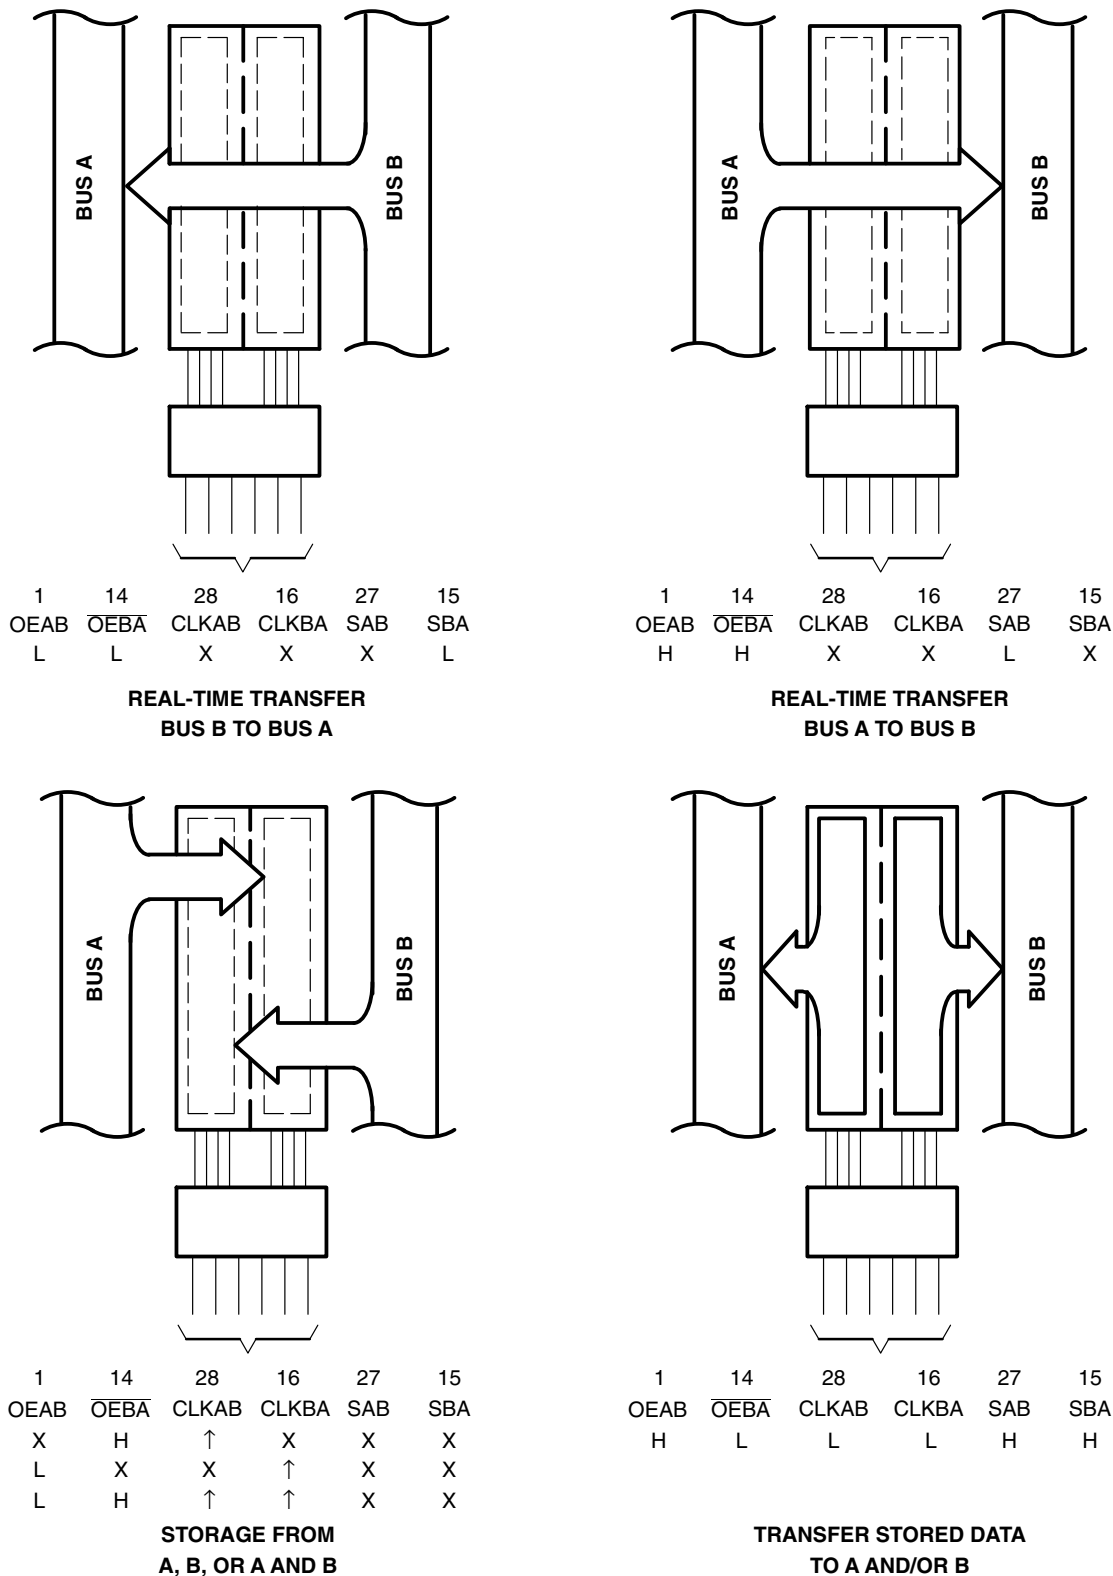 BUS A
BUS B
1 14 28 16 27 15
OEAB OEBA CLKAB CLKBA SAB SBA
L L X X X L
REAL-TIME TRANSFER
BUS B TO BUS A
BUS A
BUS B
1 14 28 16 27 15
OEAB OEBA CLKAB CLKBA SAB SBA
H H X X L X
REAL-TIME TRANSFER
BUS A TO BUS B
BUS A
BUS B
1 14 28 16 27 15
OEAB OEBA CLKAB CLKBA SAB SBA
X H ↑ X X X
L X X ↑ X X
L H ↑ ↑ X X
STORAGE FROM
A, B, OR A AND B
BUS A
BUS B
1 14 28 16 27 15
OEAB OEBA CLKAB CLKBA SAB SBA
H L L L H H
TRANSFER STORED DATA
TO A AND/OR B